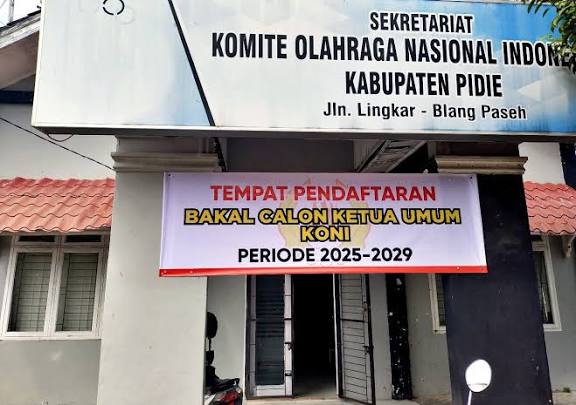 SEKRETARIAT
KOMITE OLAHRAGA NASIONAL INDONE
KABUPATEN PIDIE
Jln. Lingkar - Blang Paseh
TEMPAT PENDAFTARAN
BAKAL CALON KETUA UMUM
KONI
PERIODE 2025-2029